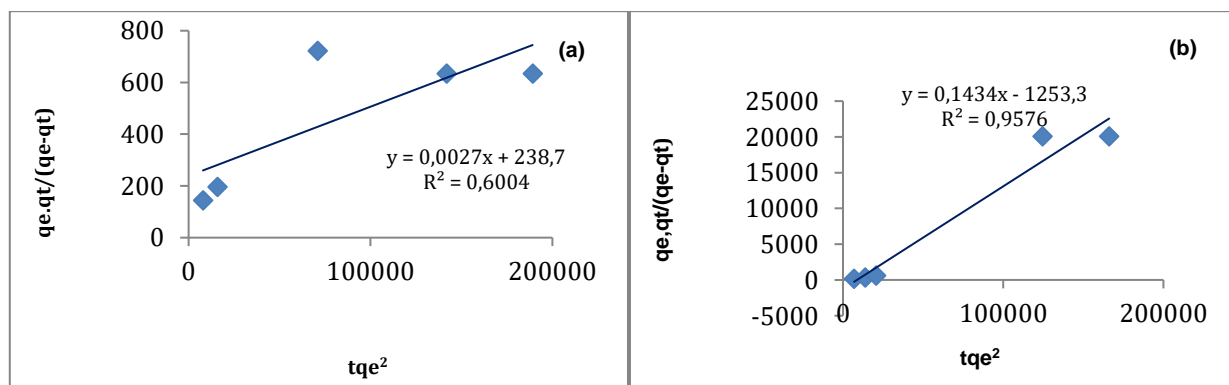 (a)
800
600
400
200
0
0
100000
200000
qe.qt/(qe-qt)
y = 0,0027x + 238,7
R² = 0,6004
tqe²
(b)
y = 0,1434x - 1253,3
R² = 0,9576
25000
20000
15000
10000
5000
0
-5000
0
100000
200000
qe,qt/(qe-qt)
tqe²